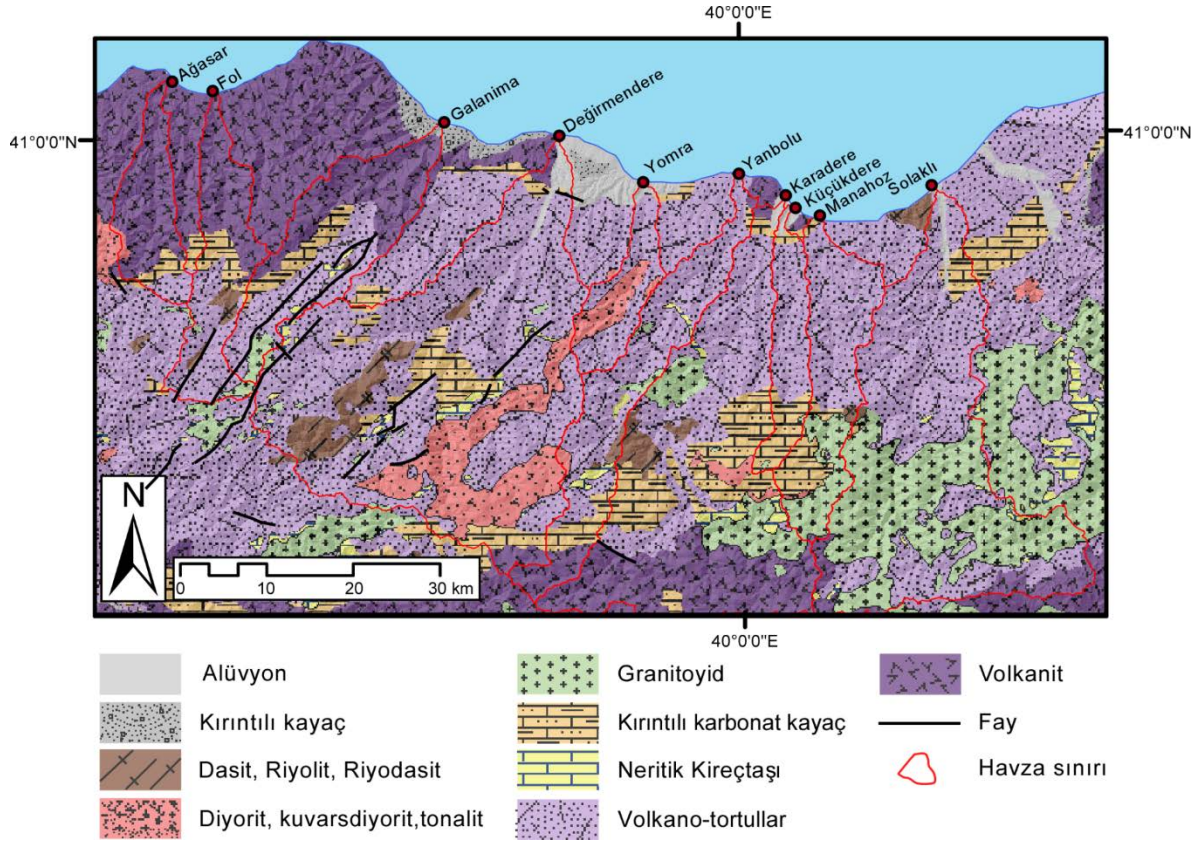 40°0'0"E
Ağasar
Fol
Galanima
Değirmendere
Yomra
Yanbolu
Karadere
Küçükdere
Manahoz
Solaklı
41°0'0"N
41°0'0"N
N
0 10 20 30 km
40°0'0"E
Alüvyon
Kırıntılı kayaç
Dasit, Riyolit, Riyodasit
Diyorit, kuvarsdiyorit,tonalit
Granitoyid
Kırıntılı karbonat kayaç
Neritik Kireçtaşı
Volkano-tortullar
Volkanit
Fay
Havza sınırı